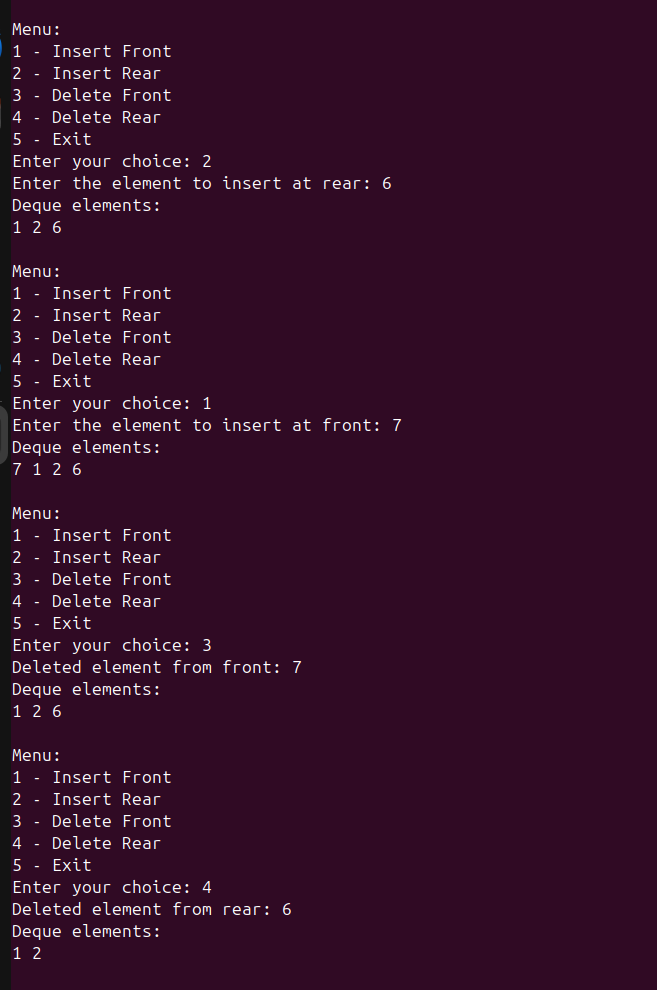 Menu:
1 - Insert Front
2 - Insert Rear
3 - Delete Front
4 - Delete Rear
5 - Exit
Enter your choice: 2
Enter the element to insert at rear: 6
Deque elements:
1 2 6

Menu:
1 - Insert Front
2 - Insert Rear
3 - Delete Front
4 - Delete Rear
5 - Exit
Enter your choice: 1
Enter the element to insert at front: 7
Deque elements:
7 1 2 6

Menu:
1 - Insert Front
2 - Insert Rear
3 - Delete Front
4 - Delete Rear
5 - Exit
Enter your choice: 3
Deleted element from front: 7
Deque elements:
1 2 6

Menu:
1 - Insert Front
2 - Insert Rear
3 - Delete Front
4 - Delete Rear
5 - Exit
Enter your choice: 4
Deleted element from rear: 6
Deque elements:
1 2